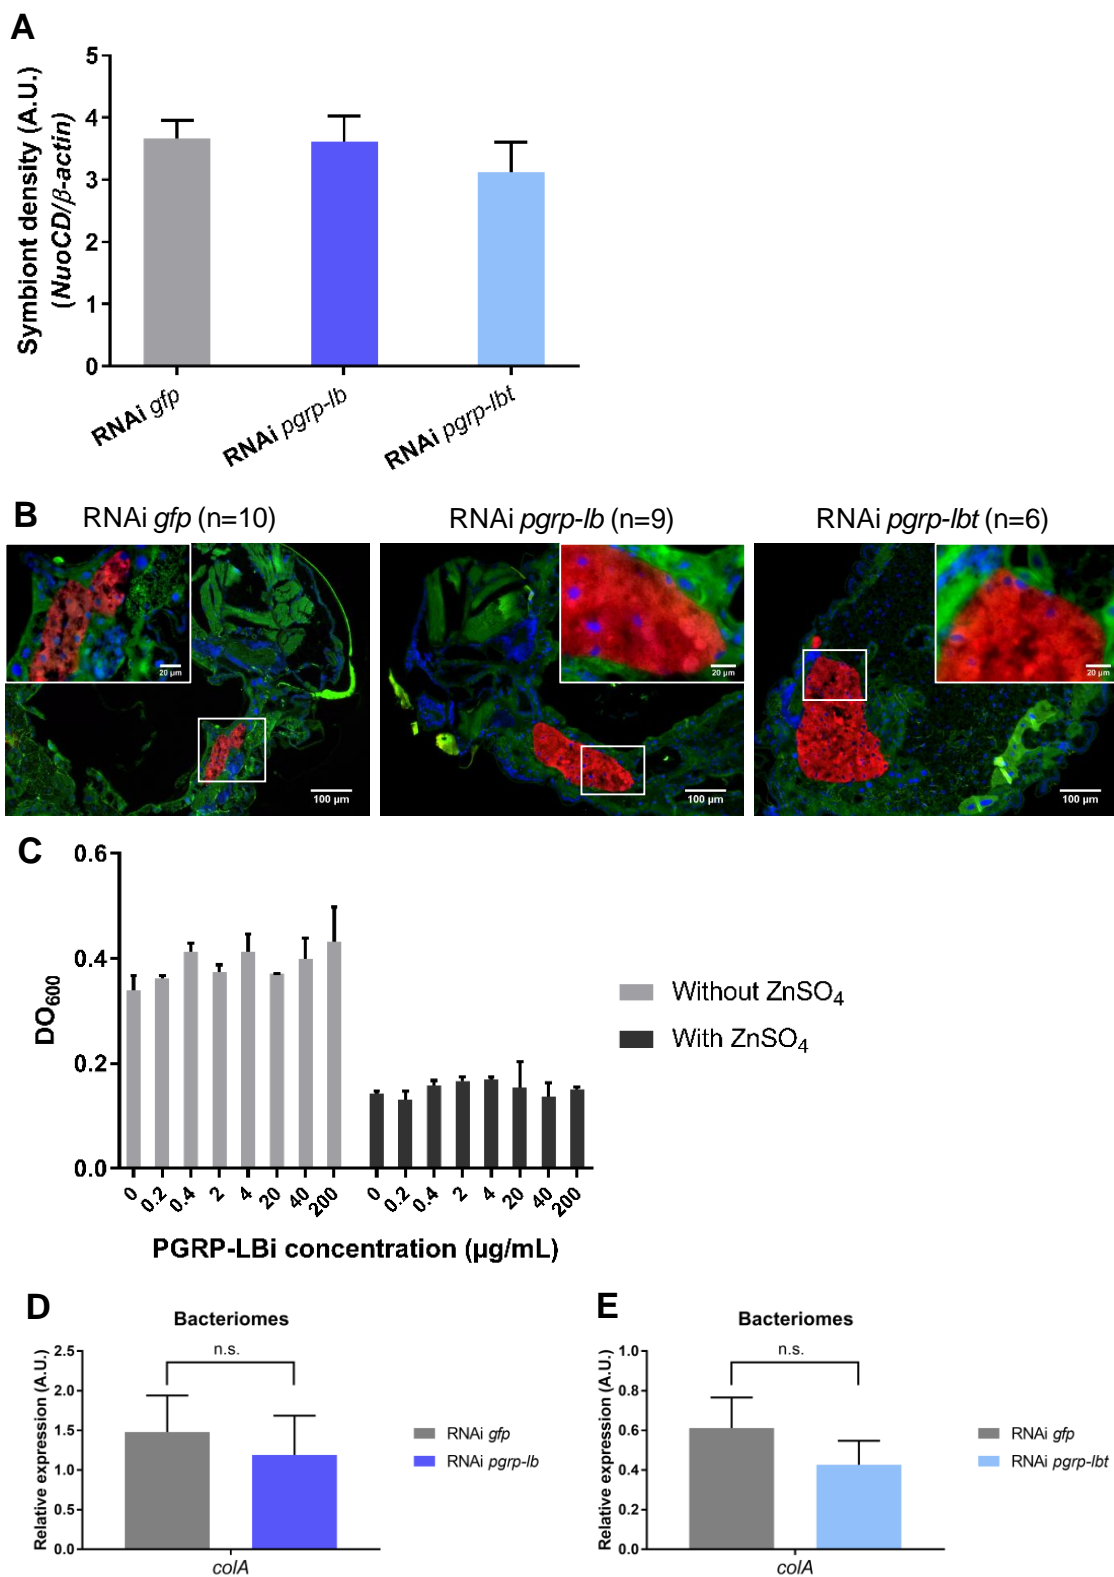 A
Symbiont density (A.U.)
(NuoCD/β-actin)
5
4
3
2
1
0
RNAi gfp
RNAi pgrp-lb
RNAi pgrp-lbt
B
RNAi gfp (n=10)
RNAi pgrp-lb (n=9)
RNAi pgrp-lbt (n=6)
20 µm
20 µm
20 µm
100 µm
100 µm
100 µm
C
DO600
0.6
0.4
0.2
0.0
0 0.2 0.4 2 4 20 40 200
0 0.2 0.4 2 4 20 40 200
PGRP-LBi concentration (µg/mL)
Without ZnSO4
With ZnSO4
D
Bacteriomes
Relative expression (A.U.)
2.5
2.0
1.5
1.0
0.5
0.0
n.s.
colA
RNAi gfp
RNAi pgrp-lb
E
Bacteriomes
Relative expression (A.U.)
1.0
0.8
0.6
0.4
0.2
0.0
n.s.
colA
RNAi gfp
RNAi pgrp-lbt